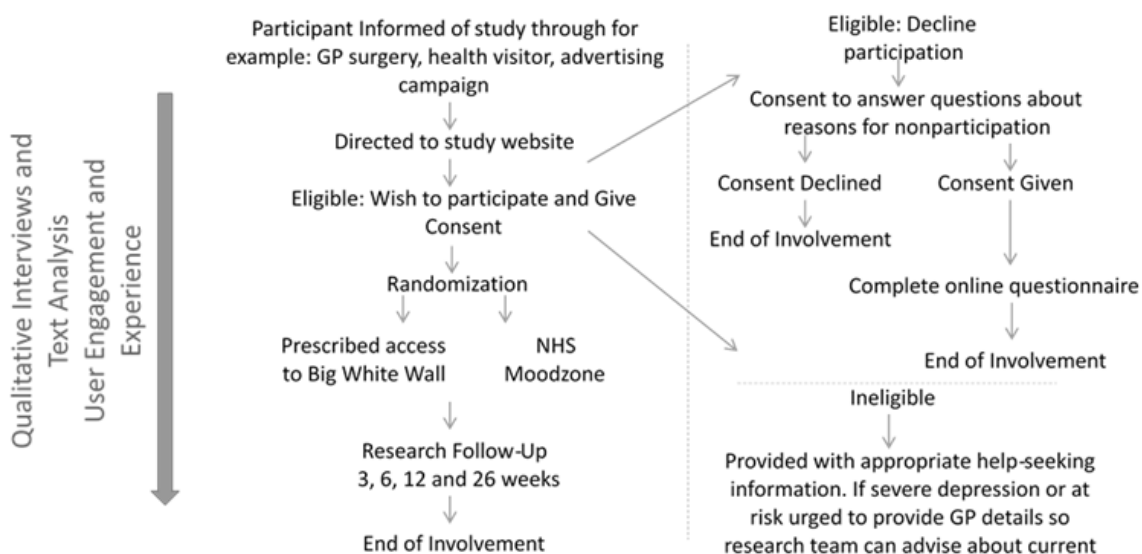 Qualitative Interviews and
Text Analysis
User Engagement and
Experience
Participant Informed of study through for
example: GP surgery, health visitor, advertising
campaign
Directed to study website
Eligible: Wish to participate and Give
Consent
Randomization
Prescribed access
to Big White Wall
NHS
Moodzone
Research Follow-Up
3, 6, 12 and 26 weeks
End of Involvement
Eligible: Decline
participation
Consent to answer questions about
reasons for nonparticipation
Consent Declined
End of Involvement
Consent Given
Complete online questionnaire
End of Involvement
Ineligible
Provided with appropriate help-seeking
information. If severe depression or at
risk urged to provide GP details so
research team can advise about current